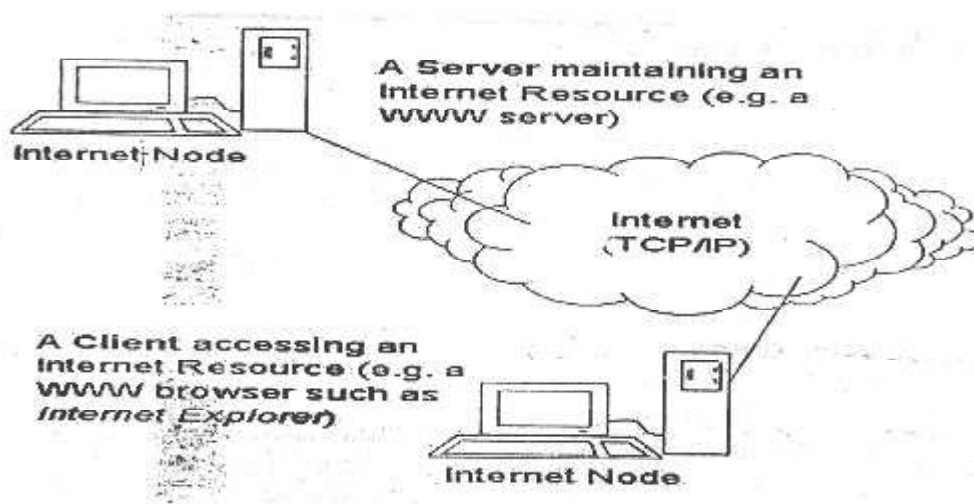 A Server maintaining an
Internet Resource (e.g. a
WWW server)
Internet Node
Internet
(TCP/IP)
A Client accessing an
Internet Resource (e.g. a
WWW browser such as
Internet Explorer)
Internet Node